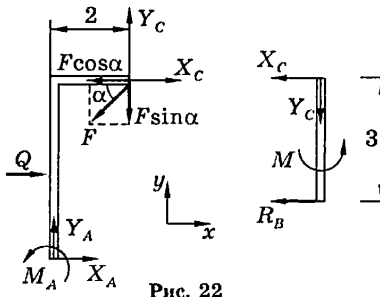 2
Y_C
Fcosα
X_C
α
F
Fsinα
Q
Y_A
M_A
X_A
y
x
X_C
Y_C
M
3
R_B
Рис. 22